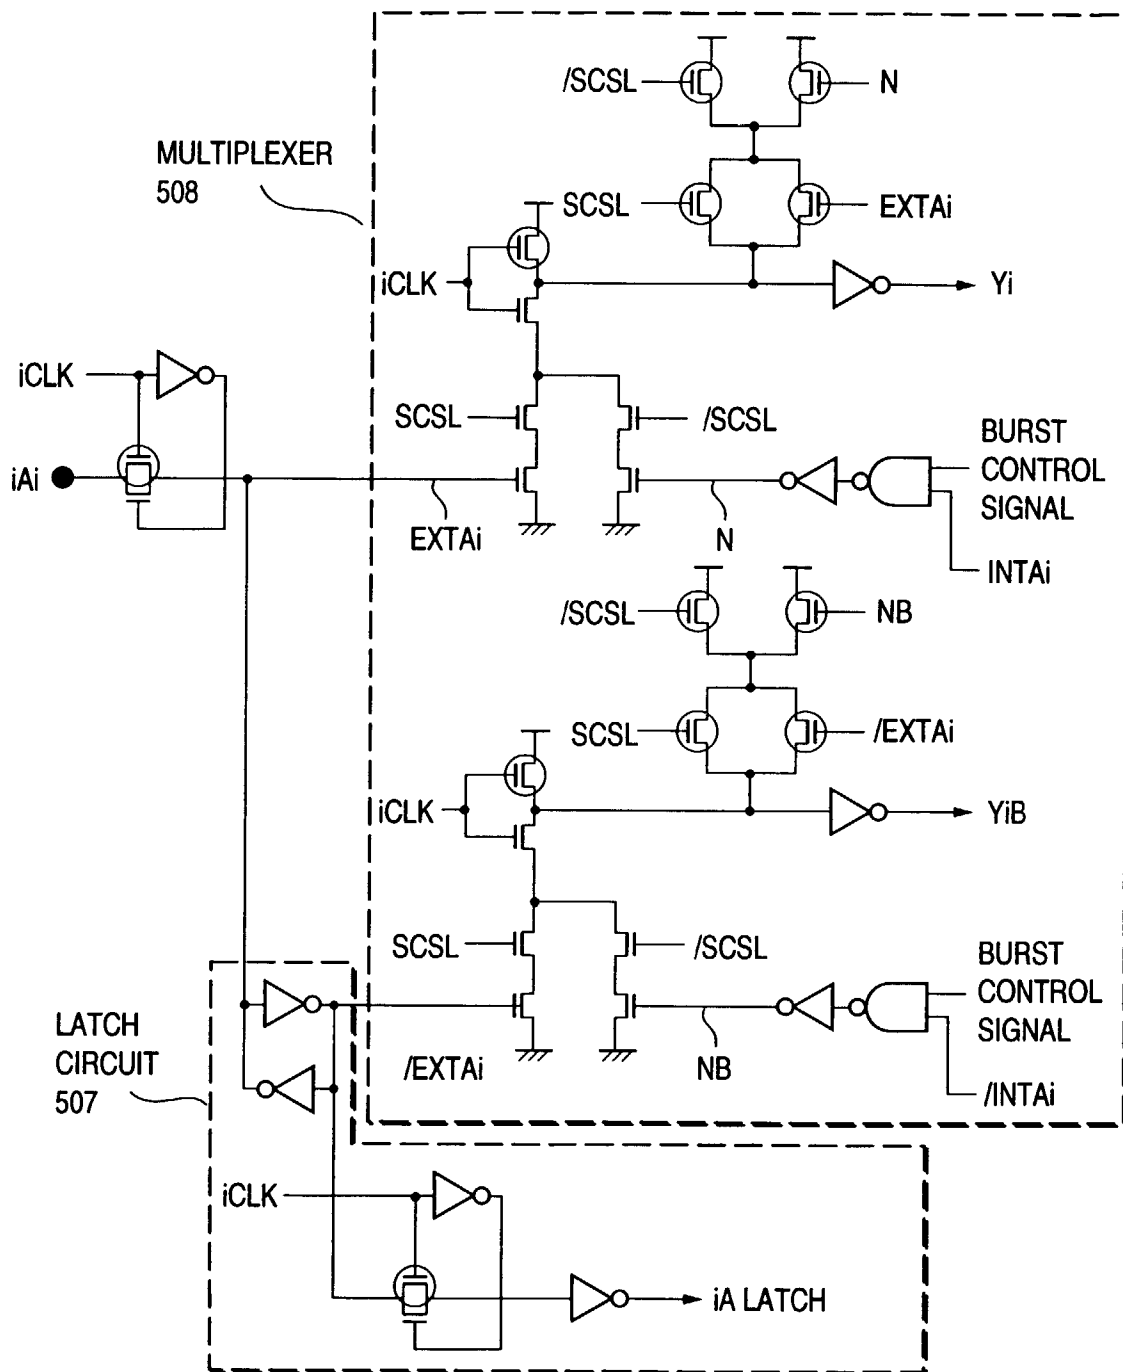 /SCSL
N
MULTIPLEXER
508
SCSL
EXTAi
iCLK
Yi
iCLK
SCSL
/SCSL
BURST
CONTROL
SIGNAL
iAi
EXTAi
N
INTAi
/SCSL
NB
SCSL
/EXTAi
iCLK
YiB
SCSL
/SCSL
BURST
CONTROL
SIGNAL
LATCH
CIRCUIT
507
/EXTAi
NB
/INTAi
iCLK
iA LATCH